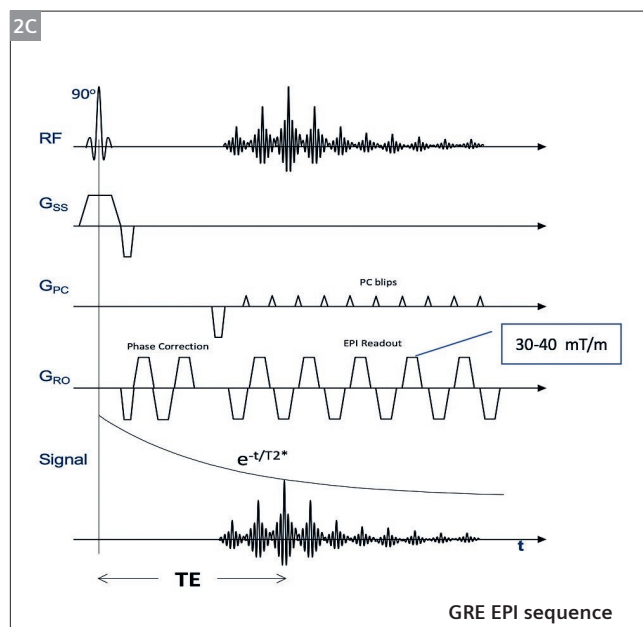 2C
90°
RF
GSS
GPC
PC blips
Phase Correction
EPI Readout
30-40 mT/m
GRO
Signal
e-t/T2*
t
TE
GRE EPI sequence